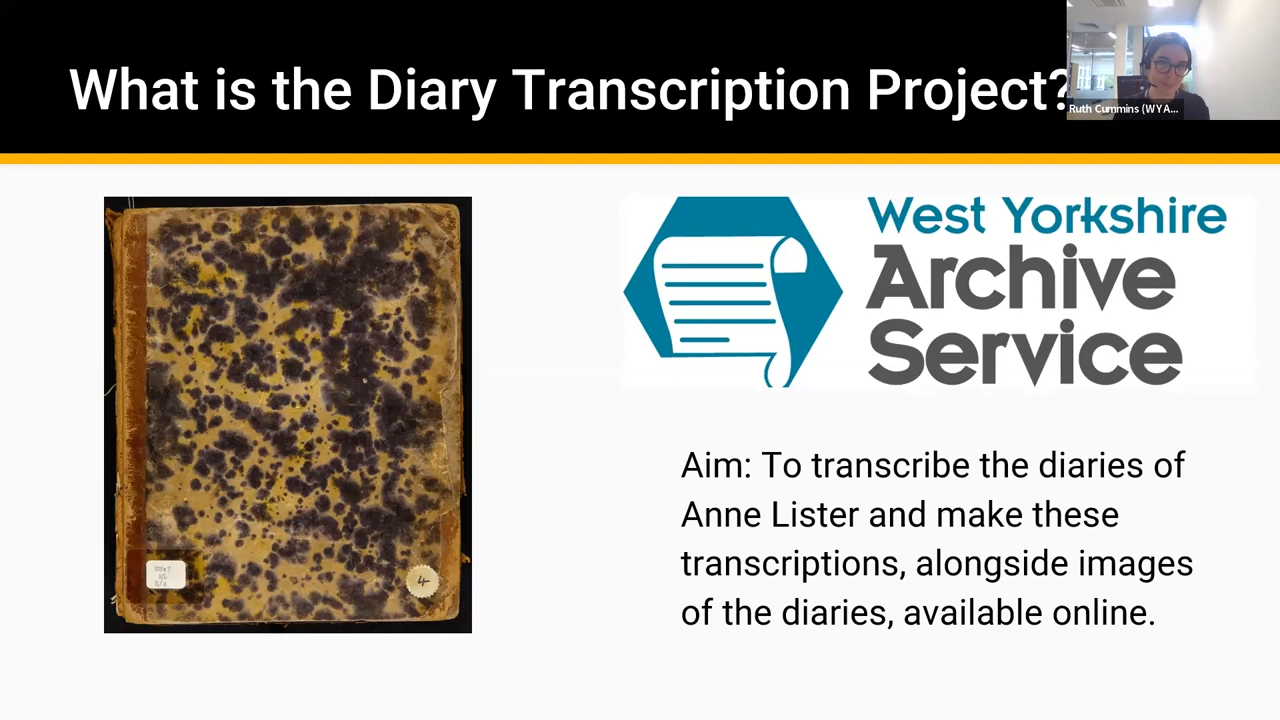 What is the Diary Transcription Project?
Ruth Cummins (WYA...
West Yorkshire
Archive
Service
Aim: To transcribe the diaries of
Anne Lister and make these
transcriptions, alongside images
of the diaries, available online.
4